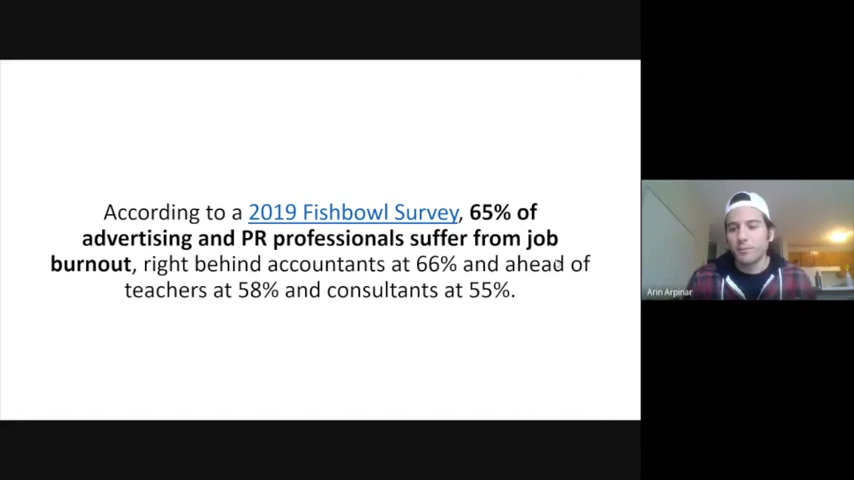 According to a 2019 Fishbowl Survey, 65% of
advertising and PR professionals suffer from job
burnout, right behind accountants at 66% and ahead of
teachers at 58% and consultants at 55%.
Arin Arpinar